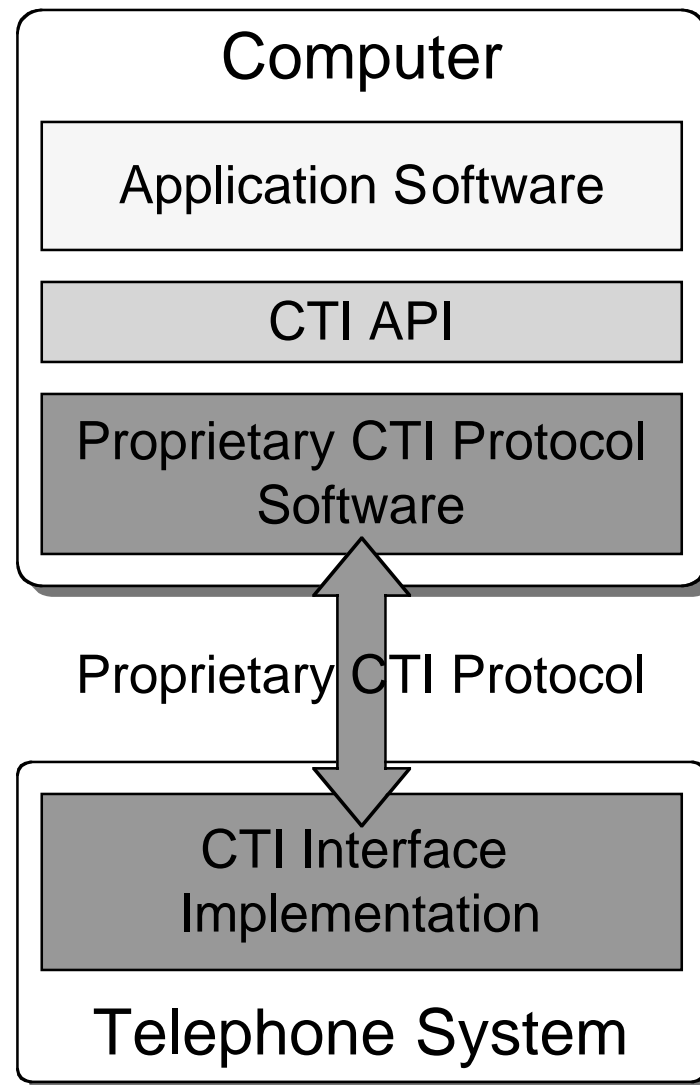 Computer
Application Software
CTI API
Proprietary CTI Protocol
Software
Proprietary CTI Protocol
CTI Interface
Implementation
Telephone System